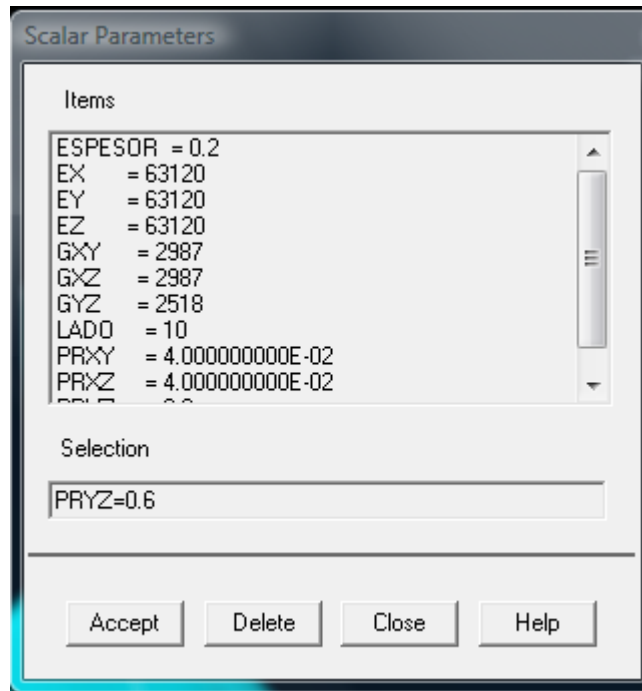 Scalar Parameters
Items
ESPESOR = 0.2
EX = 63120
EY = 63120
EZ = 63120
GXY = 2987
GXZ = 2987
GYZ = 2518
LADO = 10
PRXY = 4.000000000E-02
PRXZ = 4.000000000E-02
Selection
PRYZ=0.6
Accept Delete Close Help